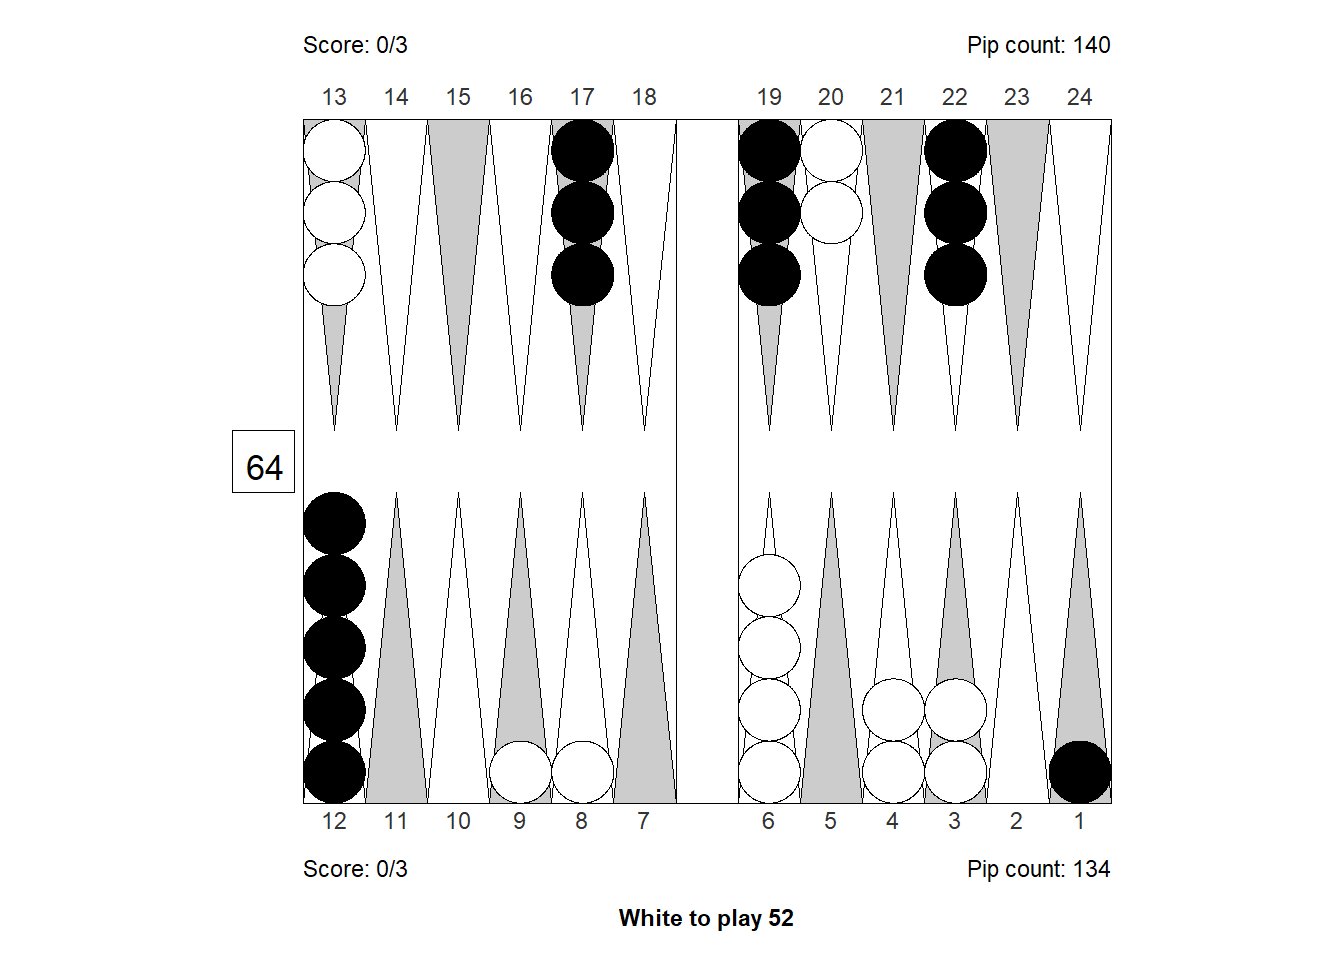 Score: 0/3 Pip count: 140
13 14 15 16 17 18 19 20 21 22 23 24
64
12 11 10 9 8 7 6 5 4 3 2 1
Score: 0/3 Pip count: 134
White to play 52